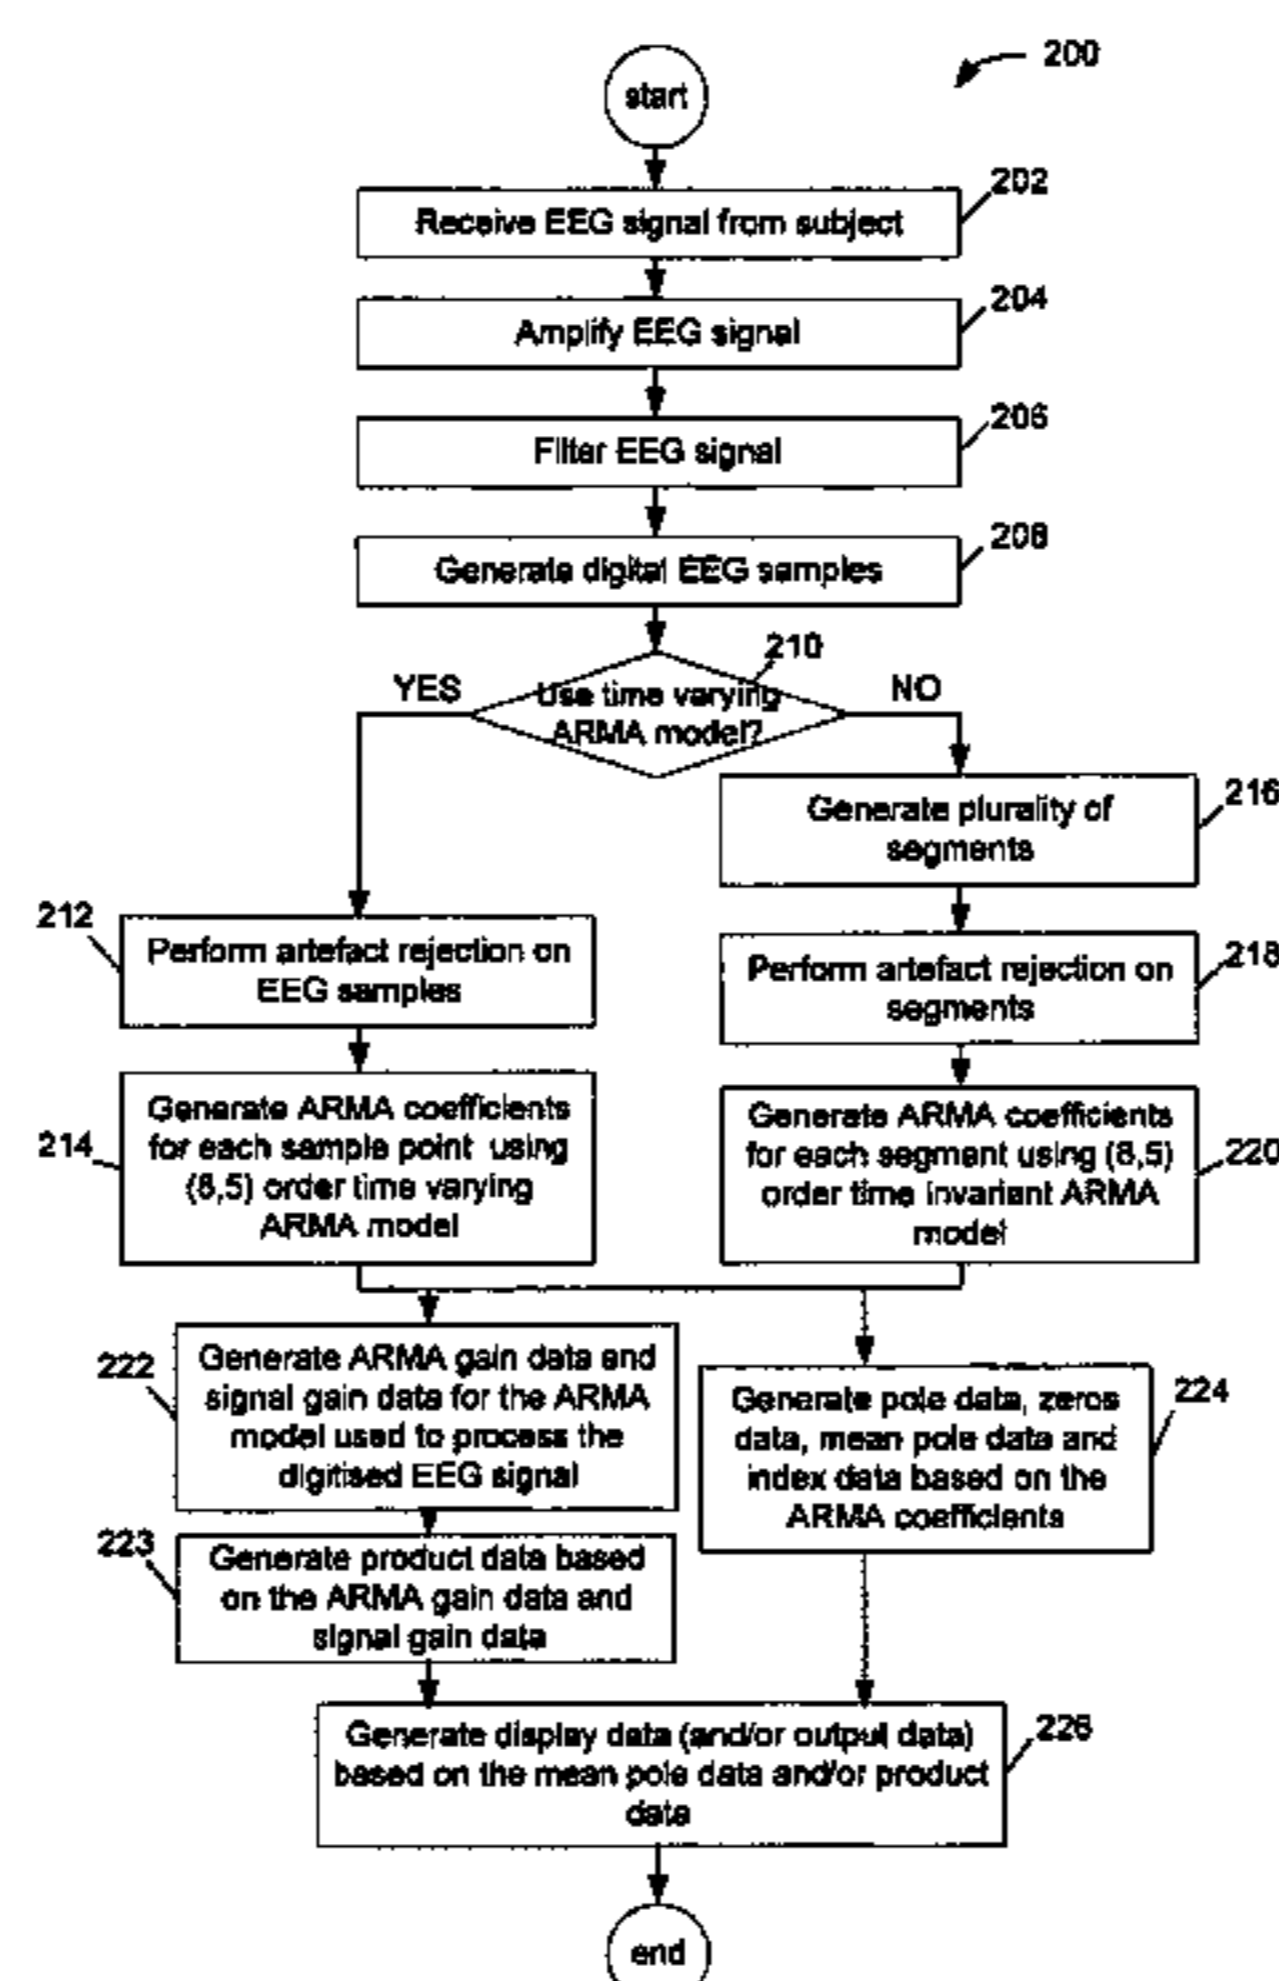 200
start
202
Receive EEG signal from subject
204
Amplify EEG signal
206
Filter EEG signal
208
Generate digital EEG samples
210
YES
Use time varying
ARMA model?
NO
216
Generate plurality of
segments
212
Perform artefact rejection on
EEG samples
218
Perform artefact rejection on
segments
214
Generate ARMA coefficients
for each sample point using
(8,5) order time varying
ARMA model
220
Generate ARMA coefficients
for each segment using (8,5)
order time invariant ARMA
model
222
Generate ARMA gain data and
signal gain data for the ARMA
model used to process the
digitised EEG signal
224
Generate pole data, zeros
data, mean pole data and
index data based on the
ARMA coefficients
223
Generate product data based
on the ARMA gain data and
signal gain data
226
Generate display data (and/or output data)
based on the mean pole data and/or product
data
end